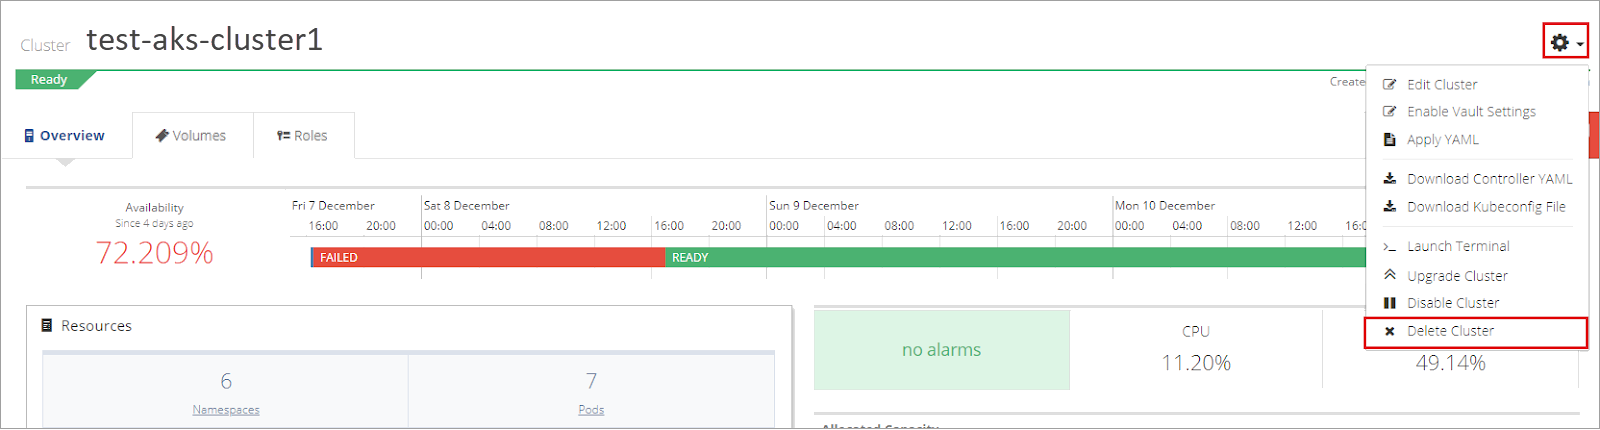 Cluster test-aks-cluster1
Ready
Create
Edit Cluster
Enable Vault Settings
Apply YAML
Download Controller YAML
Download Kubeconfig File
Launch Terminal
Upgrade Cluster
Disable Cluster
Delete Cluster
Overview Volumes Roles
Availability
Since 4 days ago
72.209%
Fri 7 December Sat 8 December Sun 9 December Mon 10 December
16:00 20:00 00:00 04:00 08:00 12:00 16:00 20:00 00:00 04:00 08:00 12:00 16:00 20:00 00:00 04:00 08:00 12:00 16:
FAILED READY
Resources
6 7
Namespaces Pods
no alarms
CPU
11.20% 49.14%
Allocated Capacity